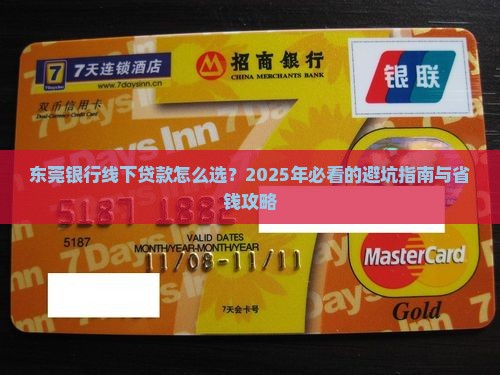 7天连锁酒店
www.7daysinn.cn
招商银行
CHINA MERCHANTS BANK
银联
双币信用卡
Dual-Currency Credit Card
东莞银行线下贷款怎么选？2025年必看的避坑指南与省
钱攻略
5187 1882
5187
VALID DATES
MONTH/YEAR-MONTH/YEAR
11/08-11/11
MasterCard
7天会卡号
Gold